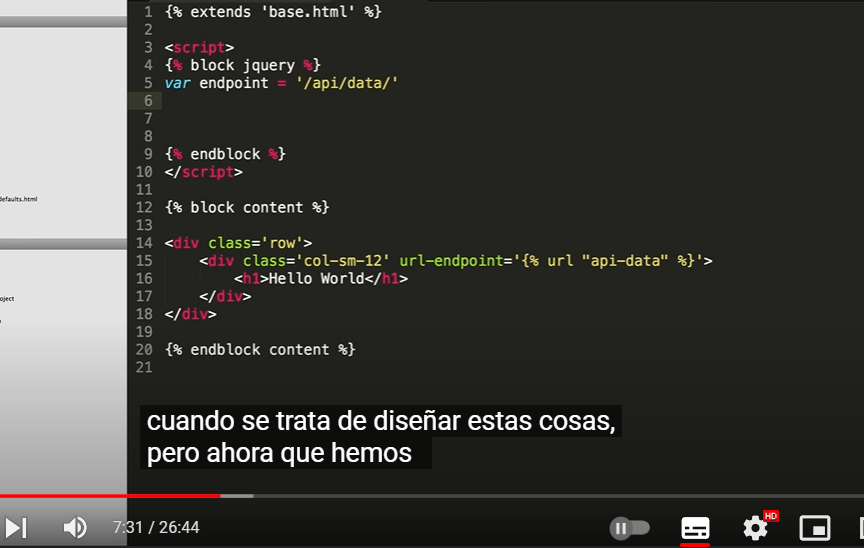 1 {% extends 'base.html' %}
2
3 <script>
4 {% block jquery %}
5 var endpoint = '/api/data/'
6
7
8
9 {% endblock %}
10 </script>
11
12 {% block content %}
13
14 <div class='row'>
15 <div class='col-sm-12' url-endpoint='{% url "api-data" %}'>
16 <h1>Hello World</h1>
17 </div>
18 </div>
19
20 {% endblock content %}
21
efaults.html
oject
cuando se trata de diseñar estas cosas,
pero ahora que hemos
7:31 / 26:44
HD